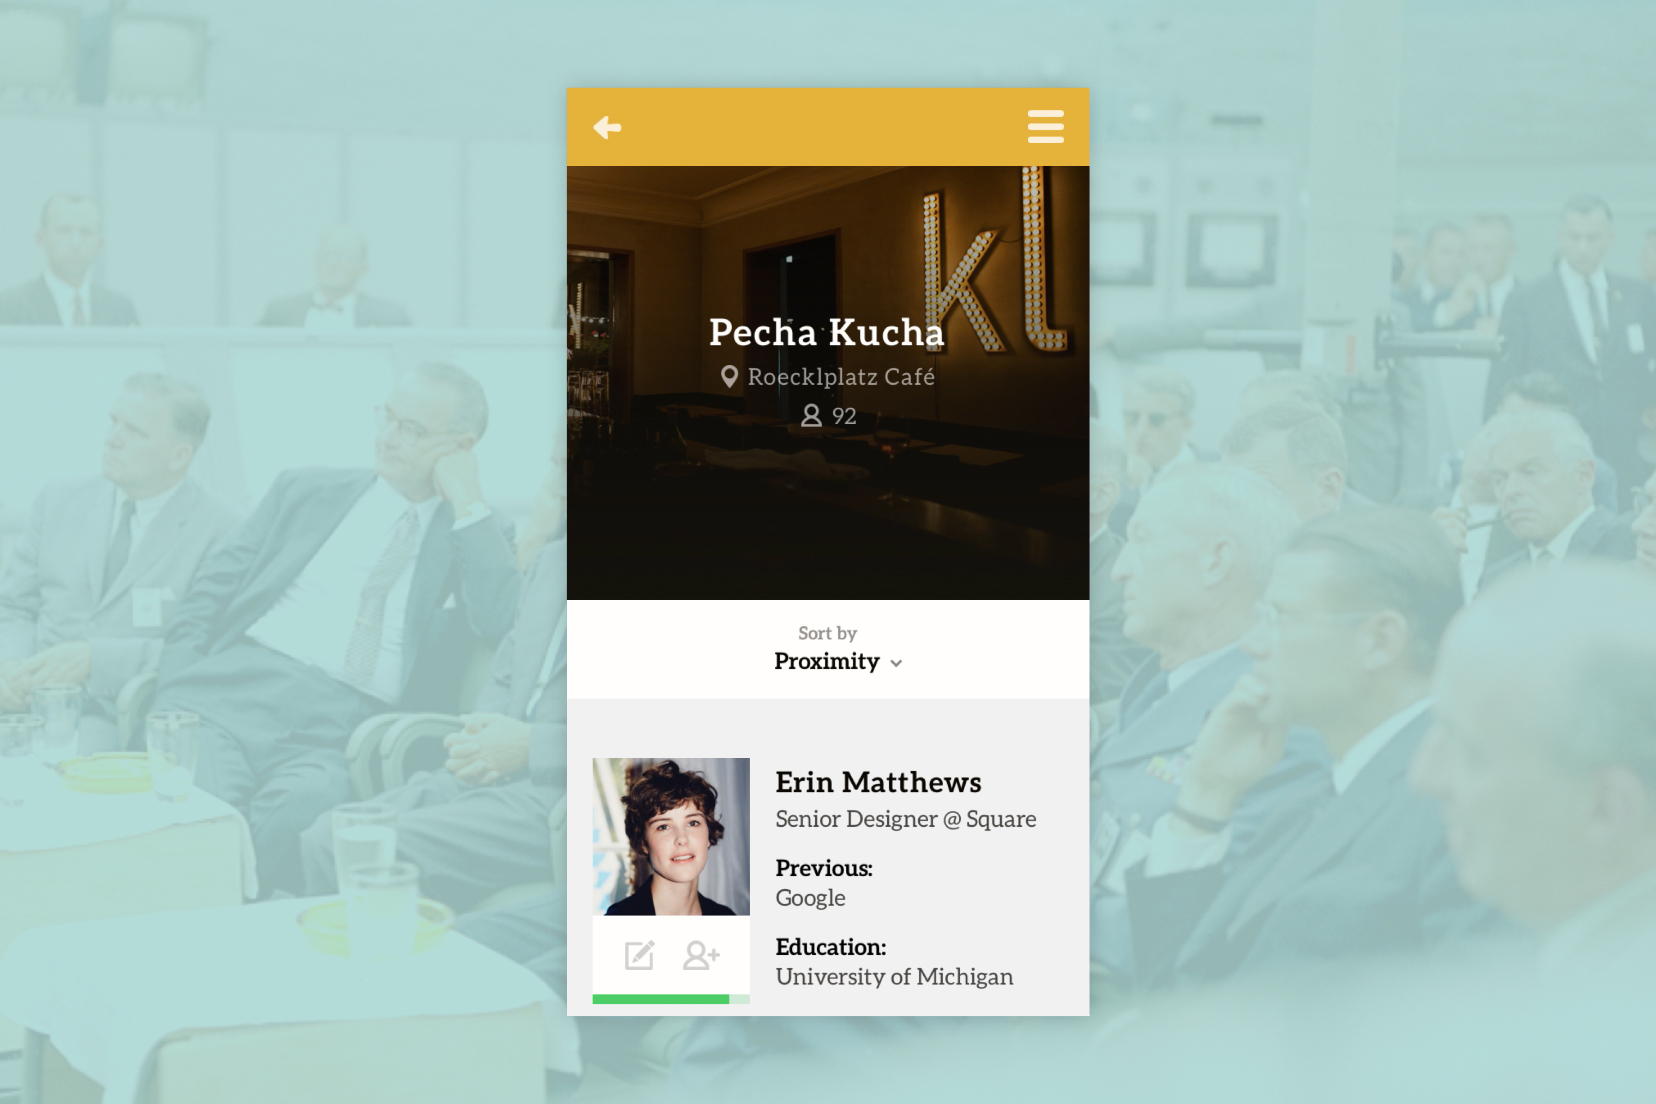 kl
Pecha Kucha
Roecklplatz Café
92
Sort by
Proximity
Erin Matthews
Senior Designer @ Square
Previous:
Google
Education:
University of Michigan